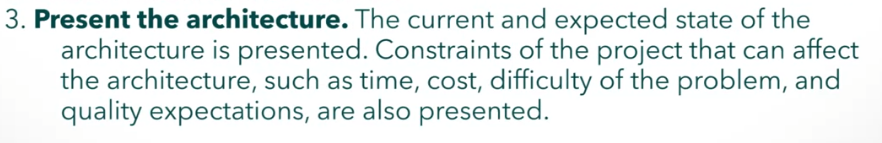 3. Present the architecture. The current and expected state of the
architecture is presented. Constraints of the project that can affect
the architecture, such as time, cost, difficulty of the problem, and
quality expectations, are also presented.